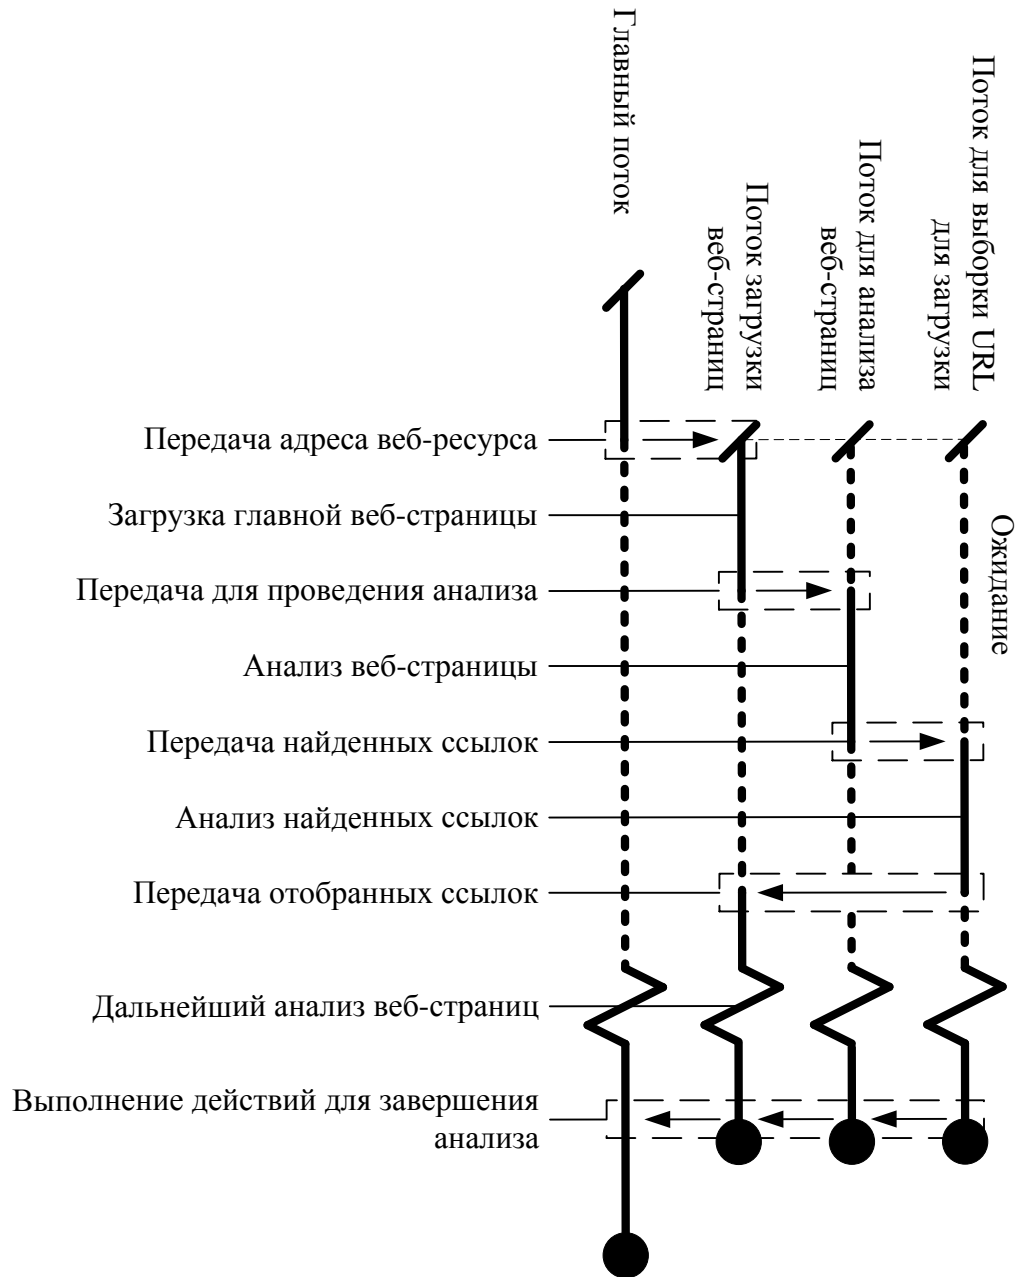 Главный поток
Поток загрузки
веб-страниц
Поток для анализа
веб-страниц
Поток для выборки URL
для загрузки
Передача адреса веб-ресурса
Загрузка главной веб-страницы
Ожидание
Передача для проведения анализа
Анализ веб-страницы
Передача найденных ссылок
Анализ найденных ссылок
Передача отобранных ссылок
Дальнейший анализ веб-страниц
Выполнение действий для завершения
анализа